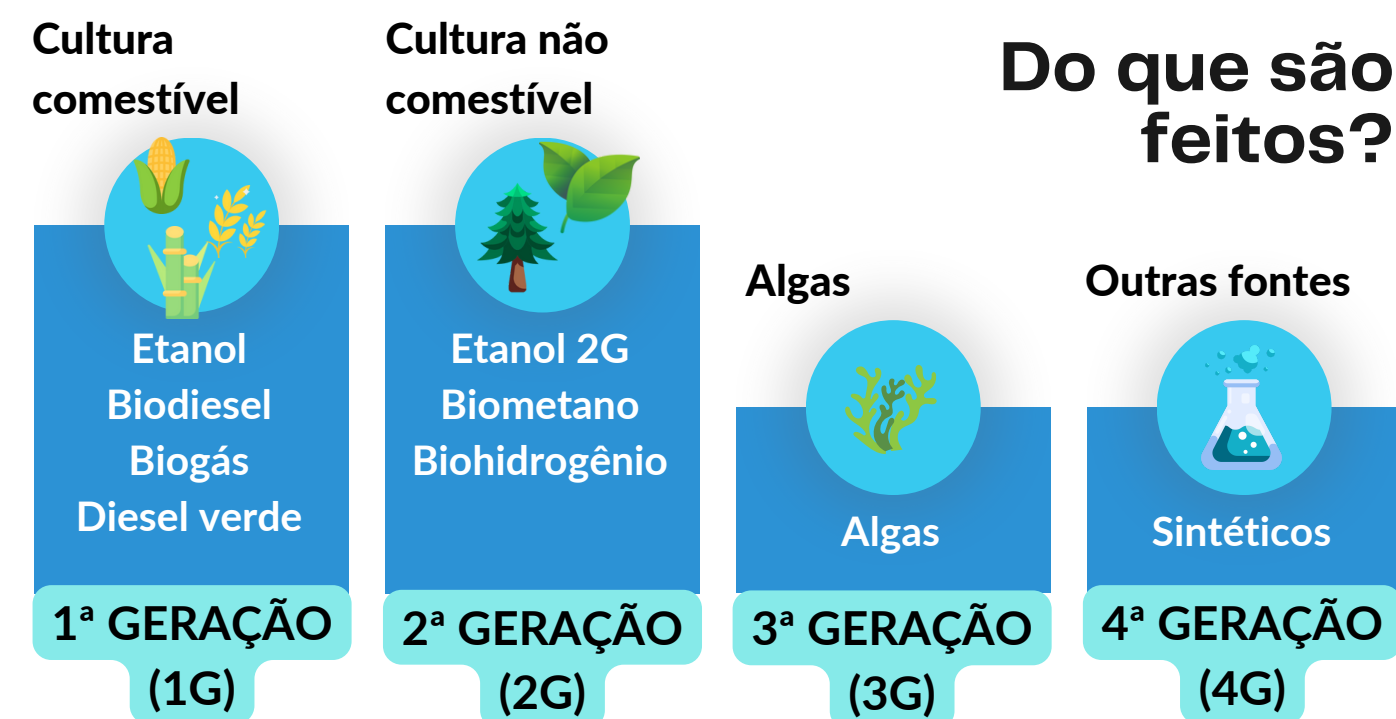 Do que são
feitos?
Cultura
comestível
Etanol
Biodiesel
Biogás
Diesel verde
1ª GERAÇÃO
(1G)
Cultura não
comestível
Etanol 2G
Biometano
Biohidrogênio
2ª GERAÇÃO
(2G)
Algas
Algas
3ª GERAÇÃO
(3G)
Outras fontes
Sintéticos
4ª GERAÇÃO
(4G)